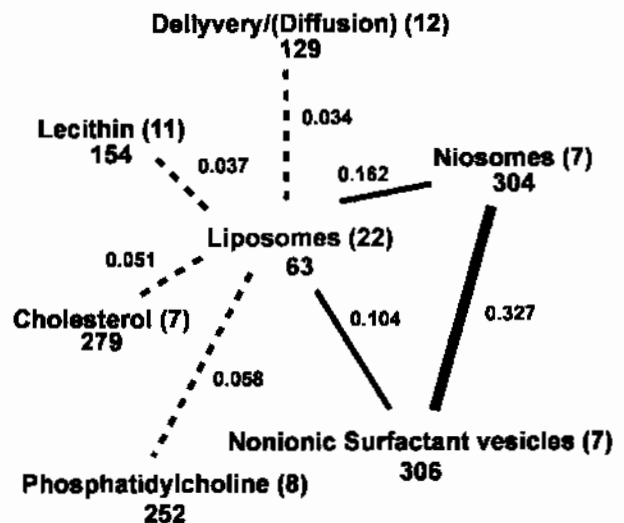 Dellyvery/(Diffusion) (12)
129
0.034
Lecithin (11)
154
0.037
Niosomes (7)
304
0.162
Liposomes (22)
63
0.051
Cholesterol (7)
279
0.104
0.327
0.058
Nonionic Surfactant vesicles (7)
306
Phosphatidylcholine (8)
252